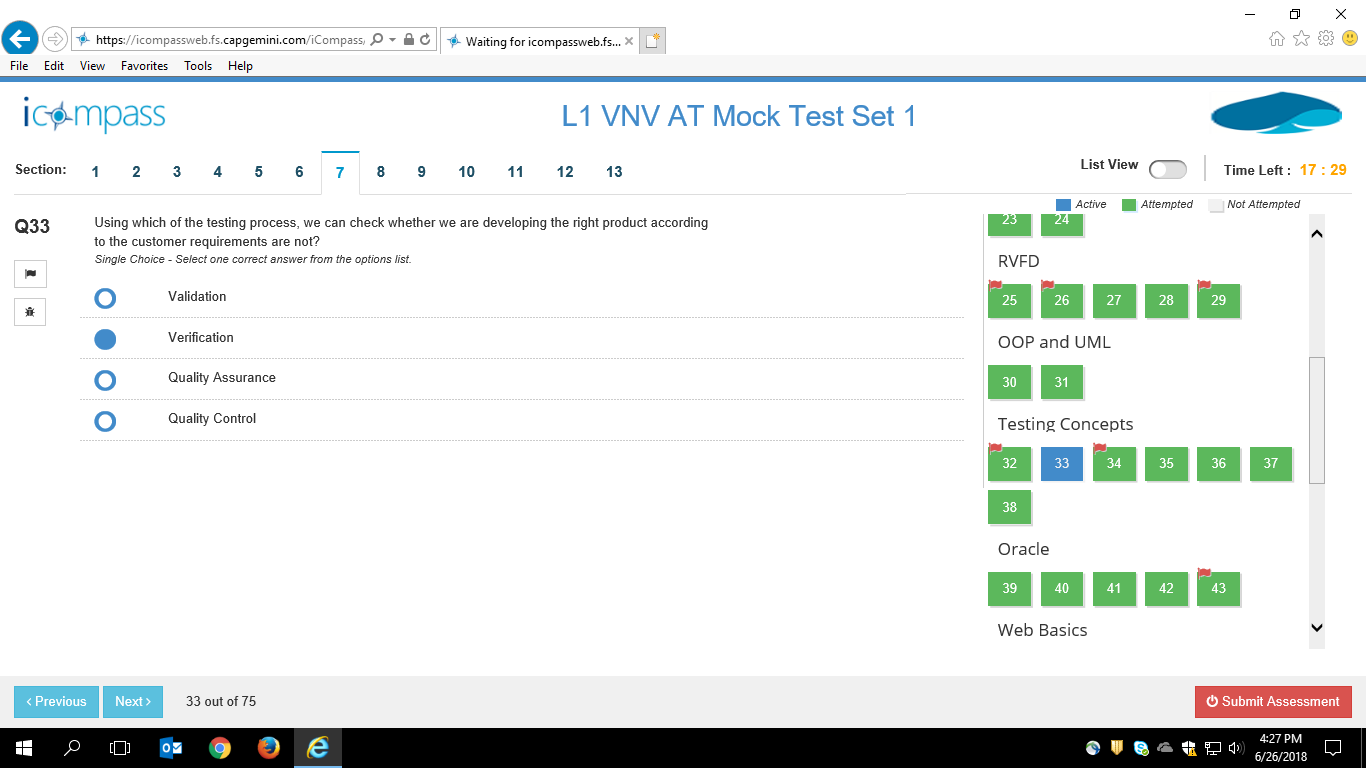 https://icompassweb.fs.capgemini.com/iCompass/
Waiting for icompassweb.fs...
File Edit View Favorites Tools Help
icompass
L1 VNV AT Mock Test Set 1
Section: 1 2 3 4 5 6 7 8 9 10 11 12 13
List View
Time Left : 17 : 29
Active Attempted Not Attempted
Q33
Using which of the testing process, we can check whether we are developing the right product according
to the customer requirements are not?
Single Choice - Select one correct answer from the options list.
Validation
Verification
Quality Assurance
Quality Control
23 24
RVFD
25 26 27 28 29
OOP and UML
30 31
Testing Concepts
32 33 34 35 36 37
38
Oracle
39 40 41 42 43
Web Basics
< Previous
Next >
33 out of 75
Submit Assessment
4:27 PM
6/26/2018